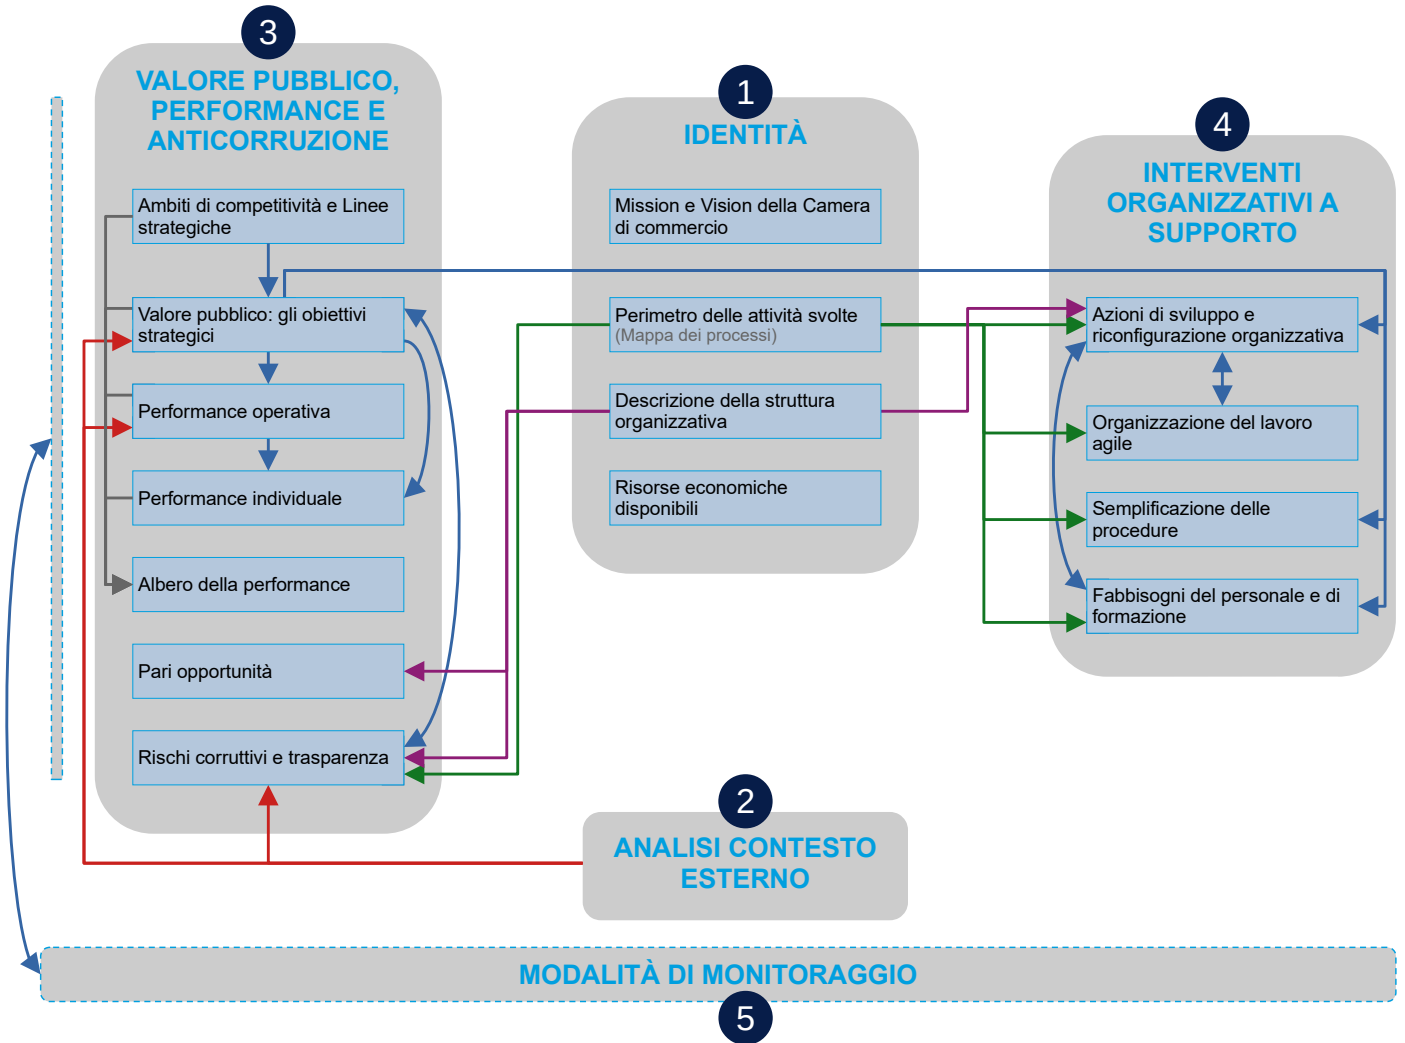 3
VALORE PUBBLICO,
PERFORMANCE E
ANTICORRUZIONE
Ambiti di competitività e Linee
strategiche
Valore pubblico: gli obiettivi
strategici
Performance operativa
Performance individuale
Albero della performance
Pari opportunità
Rischi corruttivi e trasparenza
1
IDENTITÀ
Mission e Vision della Camera
di commercio
Perimetro delle attività svolte
(Mappa dei processi)
Descrizione della struttura
organizzativa
Risorse economiche
disponibili
4
INTERVENTI
ORGANIZZATIVI A
SUPPORTO
Azioni di sviluppo e
riconfigurazione organizzativa
Organizzazione del lavoro
agile
Semplificazione delle
procedure
Fabbisogni del personale e di
formazione
2
ANALISI CONTESTO
ESTERNO
MODALITÀ DI MONITORAGGIO
5